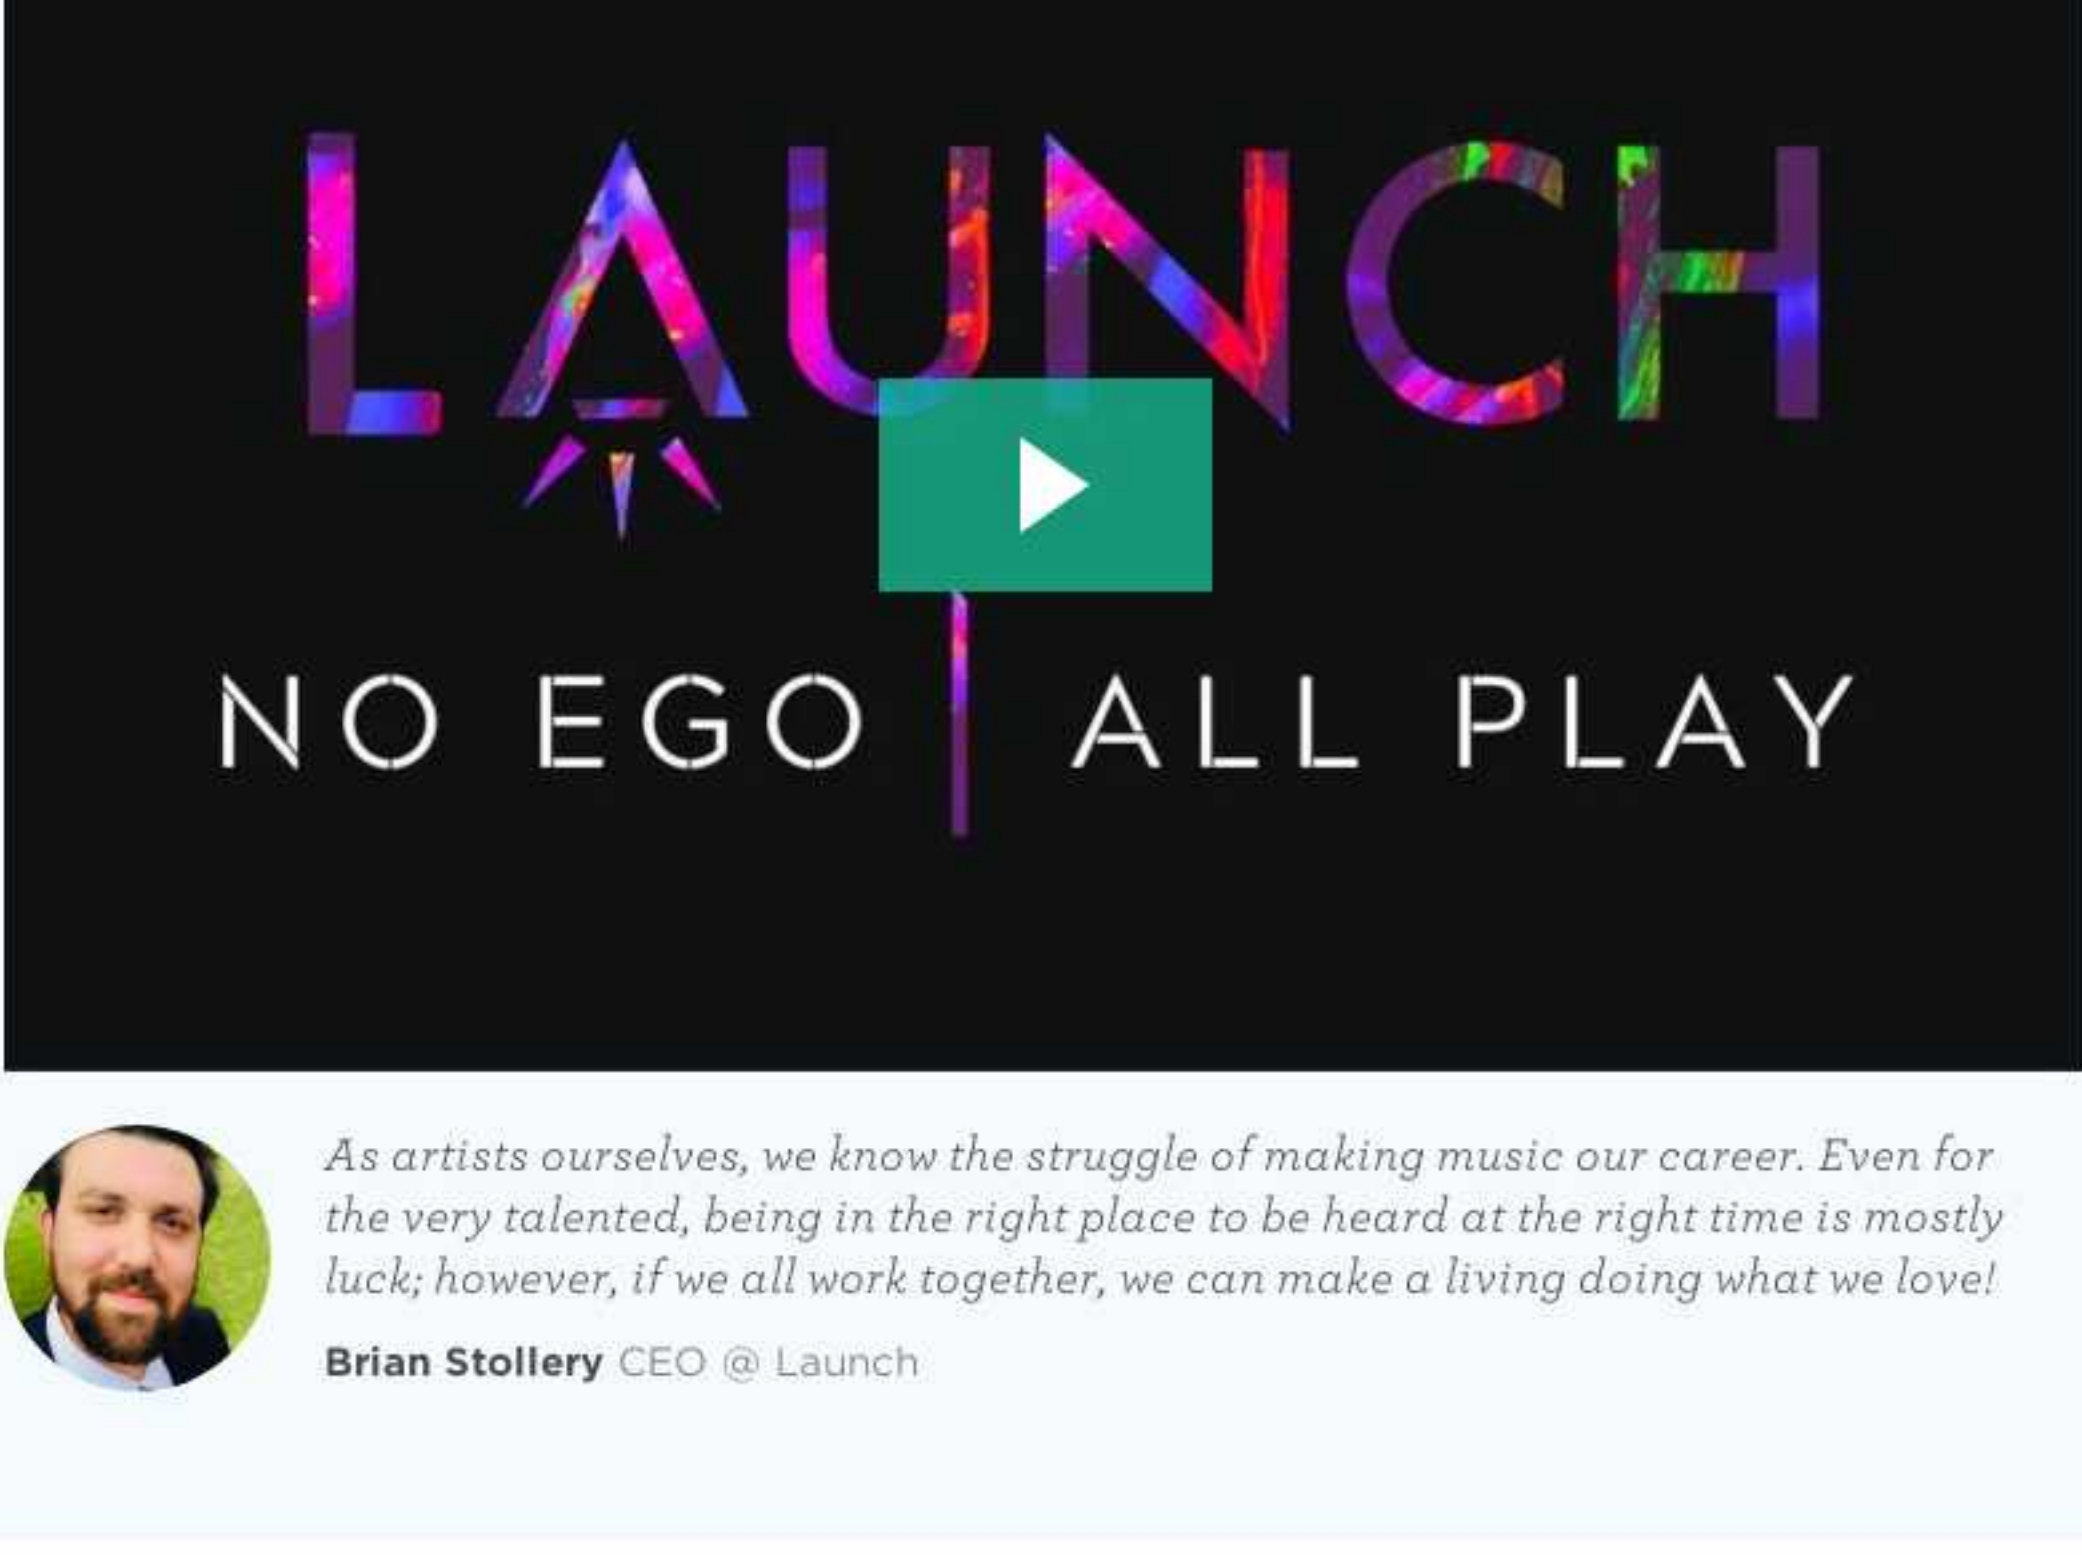 LAUNCH
NO EGO | ALL PLAY
As artists ourselves, we know the struggle of making music our career. Even for
the very talented, being in the right place to be heard at the right time is mostly
luck; however, if we all work together, we can make a living doing what we love!
Brian Stollery CEO @ Launch